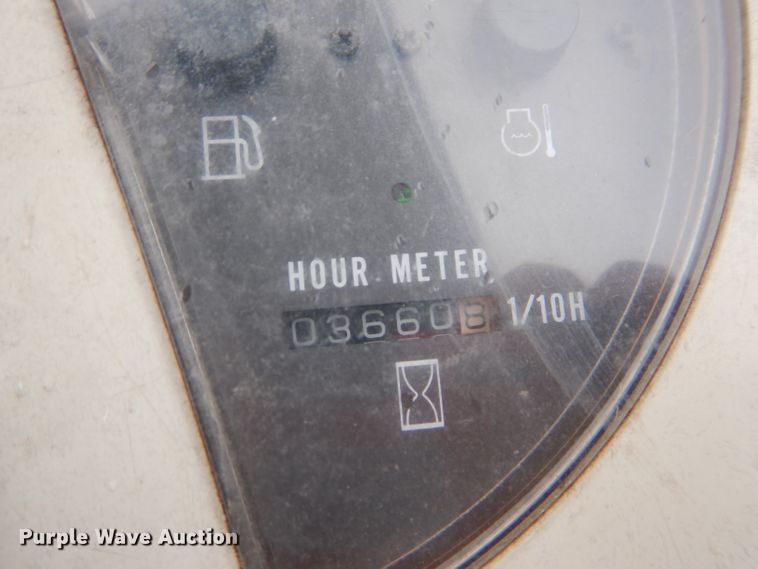 HOUR METER
036608 1/10H
Purple Wave Auction